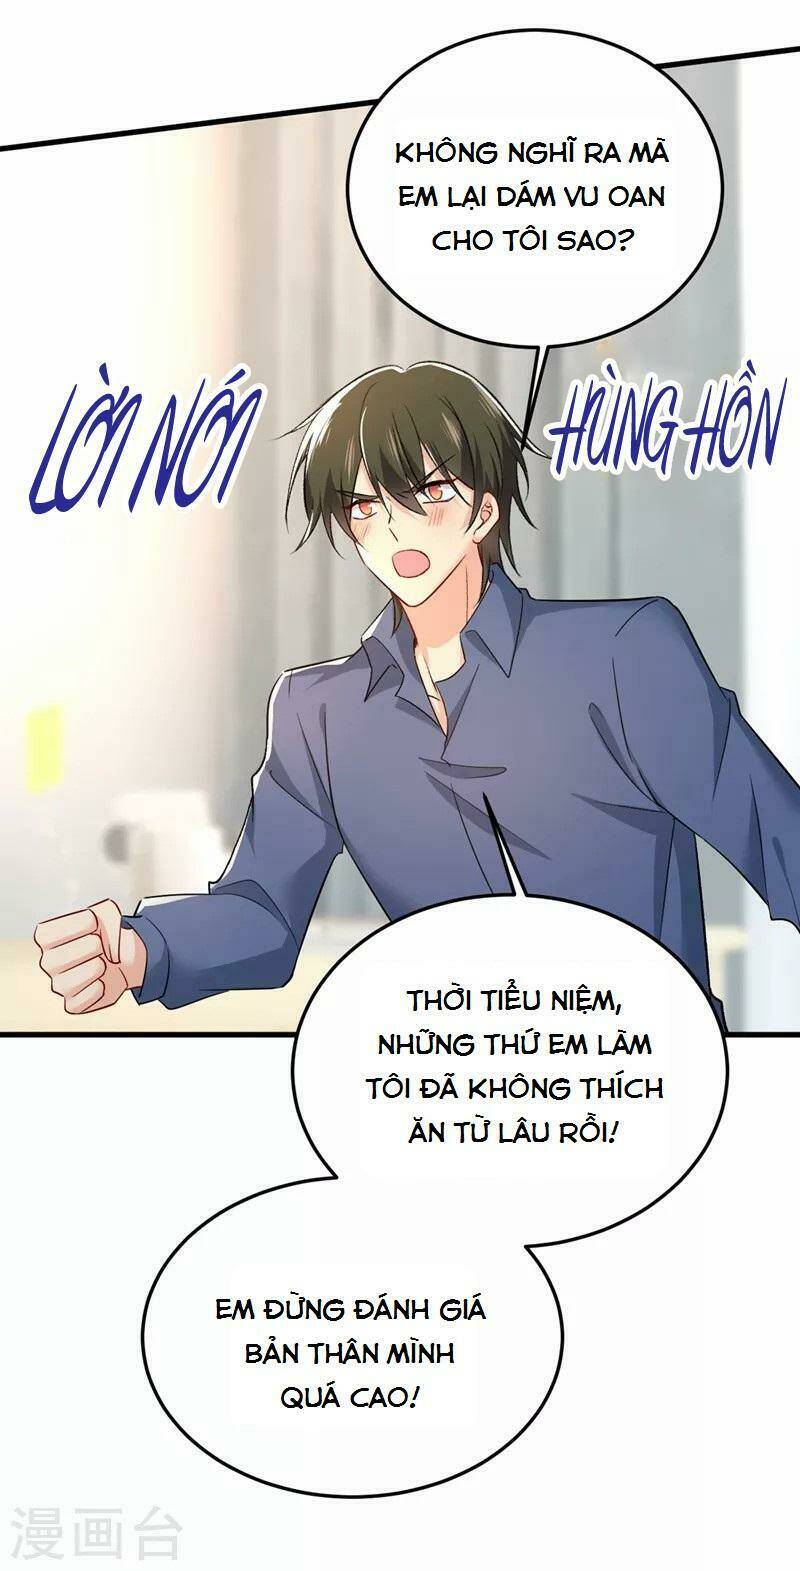 KHÔNG NGHĨ RA MÀ
EM LẠI DÁM VU OAN
CHO TÔI SAO?
LỜI NÓI
HÙNG HỒN
THỜI TIỂU NIỆM,
NHỮNG THỨ EM LÀM
TÔI ĐÃ KHÔNG THÍCH
ĂN TỪ LÂU RỒI!
EM ĐỪNG ĐÁNH GIÁ
BẢN THÂN MÌNH
QUÁ CAO!
漫画台